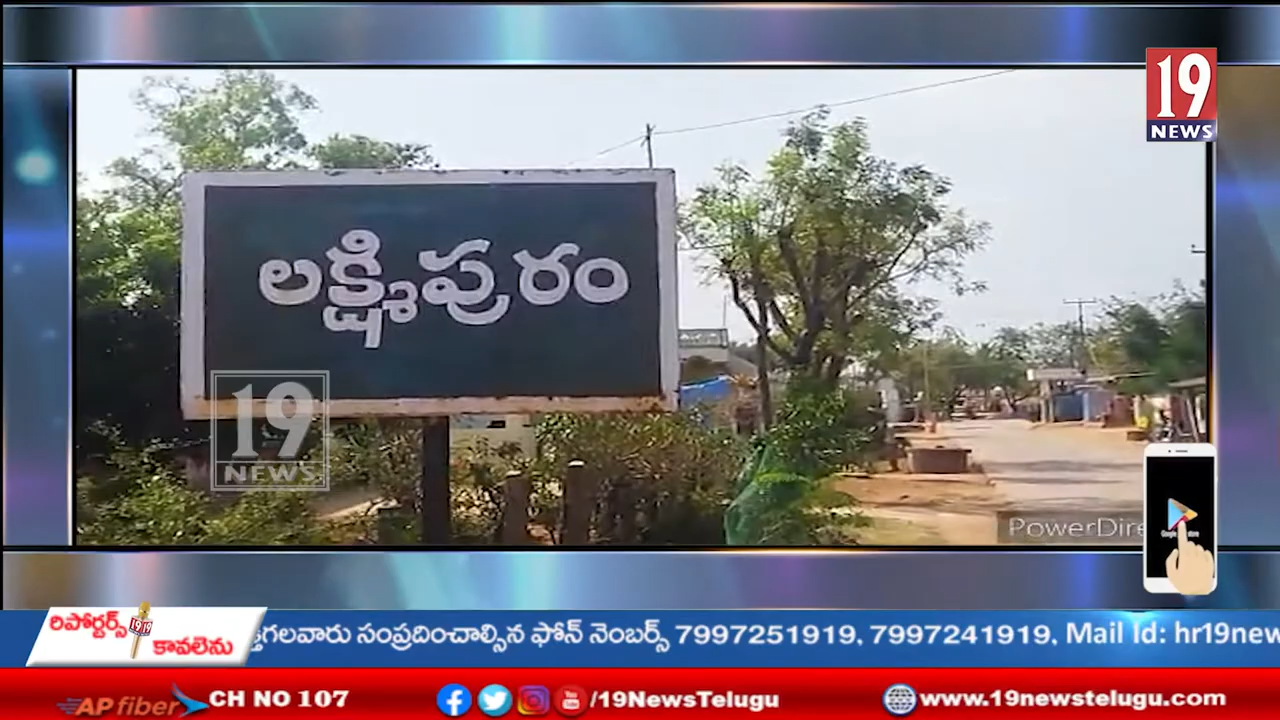 19
NEWS
లక్ష్మిపురం
19
NEWS
PowerDire
రిపోర్టర్స్
కావలెను
సంప్రదించాల్సిన ఫోన్ నెంబర్స్ 7997251919, 7997241919, Mail Id: hr19new
AP fiber CH NO 107 /19NewsTelugu www.19newstelugu.com